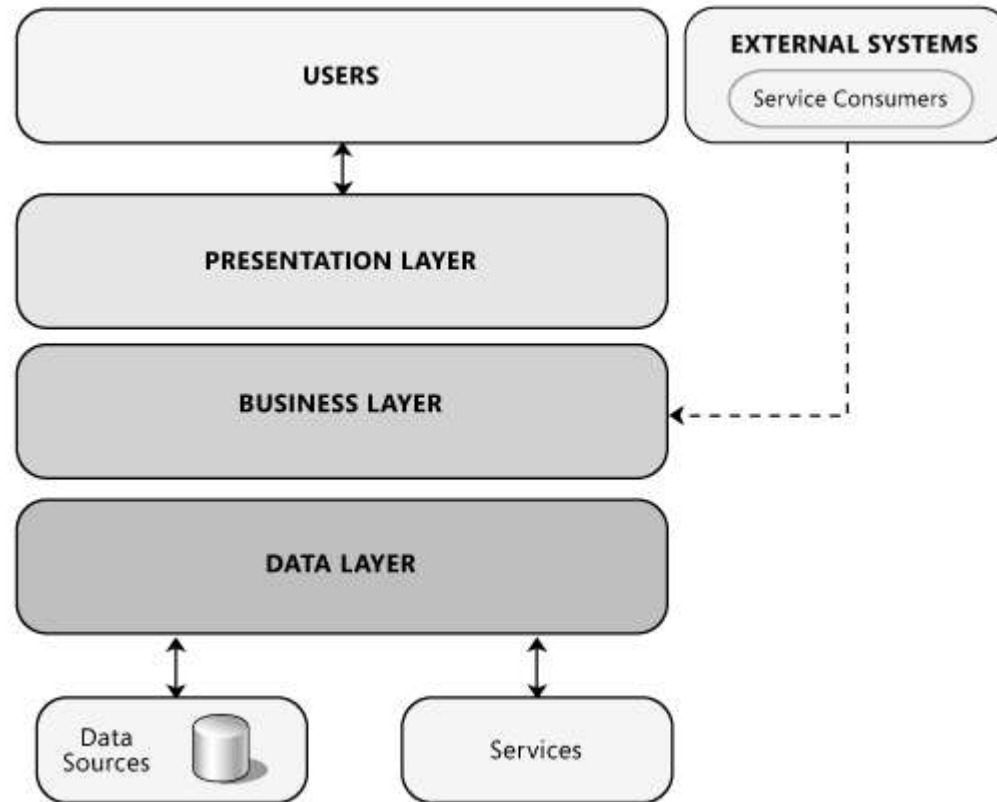 USERS
EXTERNAL SYSTEMS
Service Consumers
PRESENTATION LAYER
BUSINESS LAYER
DATA LAYER
Data
Sources
Services